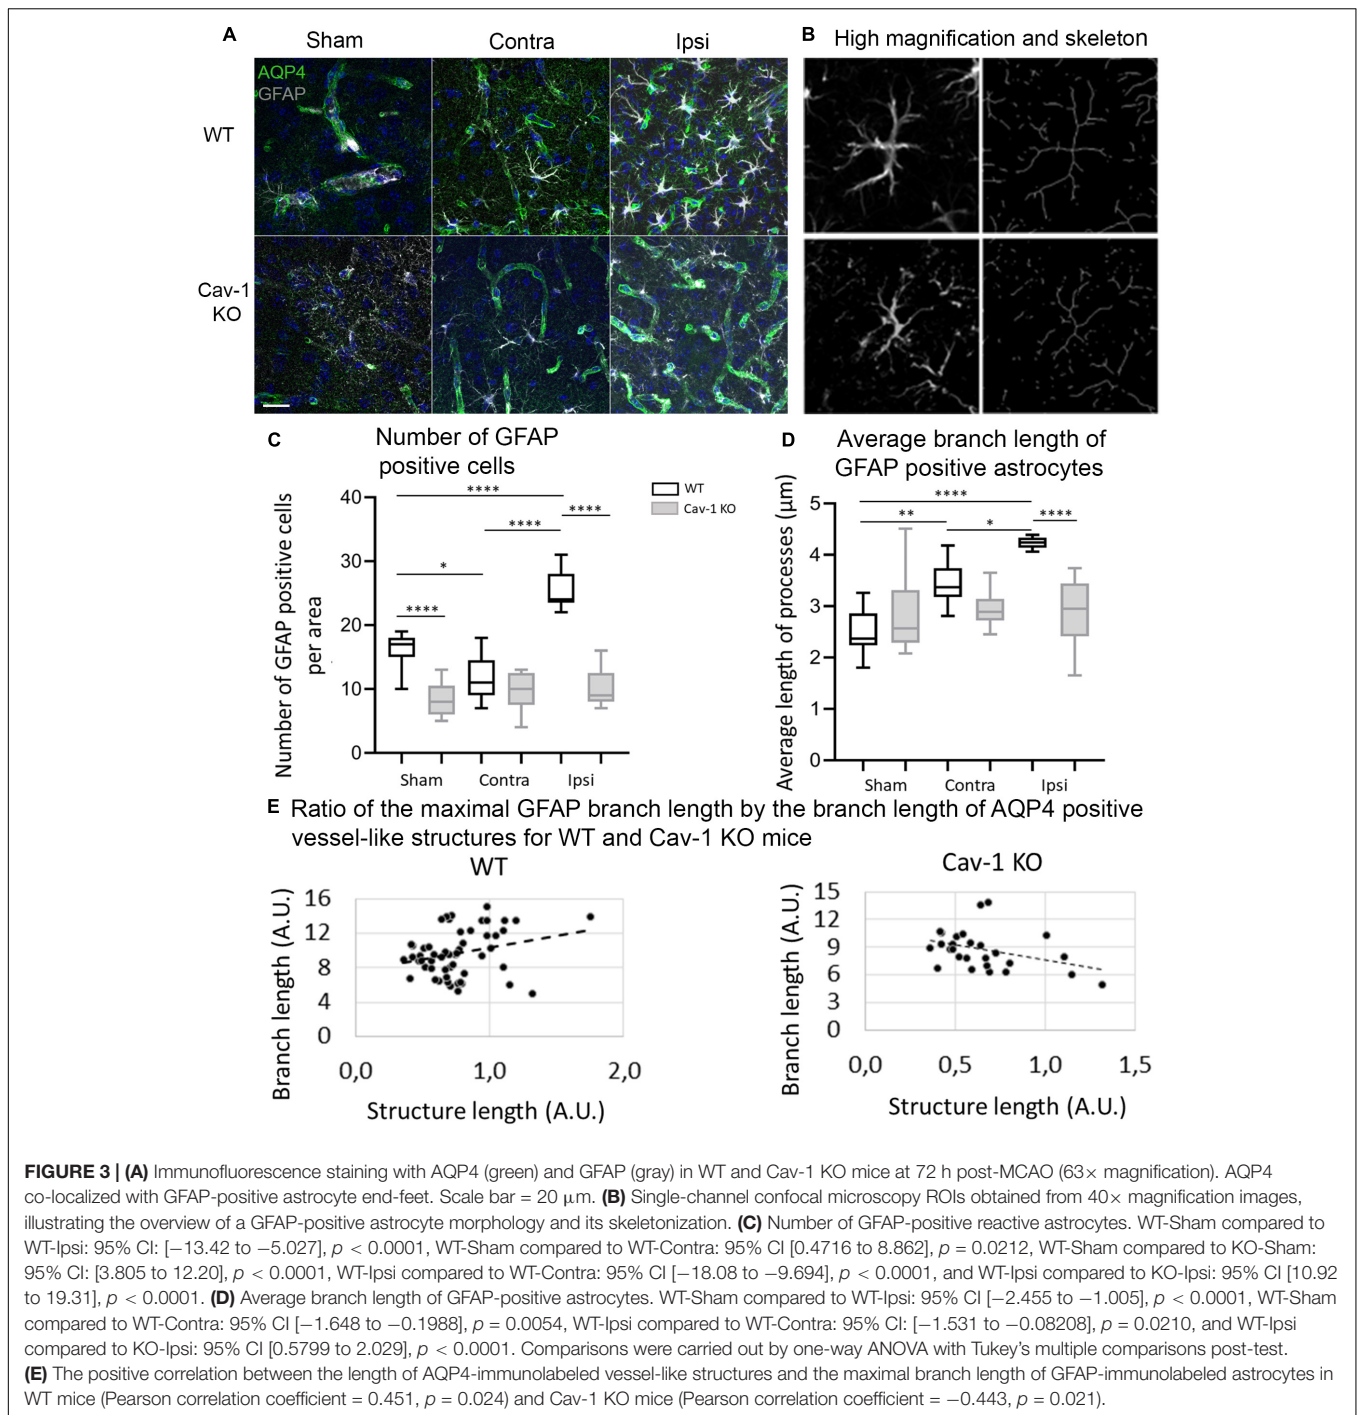 A
Sham
Contra
Ipsi
B
High magnification and skeleton
AQP4
GFAP
WT
Cav-1
KO
C
Number of GFAP
positive cells
Number of GFAP positive cells
per area
40
30
20
10
0
****
****
****
*
****
Sham
Contra
Ipsi
WT
Cav-1 KO
D
Average branch length of
GFAP positive astrocytes
Average length of processes (μm)
5
4
3
2
1
0
****
**
*
****
Sham
Contra
Ipsi
E
Ratio of the maximal GFAP branch length by the branch length of AQP4 positive
vessel-like structures for WT and Cav-1 KO mice
WT
Branch length (A.U.)
16
12
8
4
0
0,0
1,0
2,0
Structure length (A.U.)
Cav-1 KO
Branch length (A.U.)
15
12
9
6
3
0
0,0
0,5
1,0
1,5
Structure length (A.U.)
FIGURE 3 | (A) Immunofluorescence staining with AQP4 (green) and GFAP (gray) in WT and Cav-1 KO mice at 72 h post-MCAO (63× magnification). AQP4
co-localized with GFAP-positive astrocyte end-feet. Scale bar = 20 μm. (B) Single-channel confocal microscopy ROIs obtained from 40× magnification images,
illustrating the overview of a GFAP-positive astrocyte morphology and its skeletonization. (C) Number of GFAP-positive reactive astrocytes. WT-Sham compared to
WT-Ipsi: 95% CI: [−13.42 to −5.027], p < 0.0001, WT-Sham compared to WT-Contra: 95% CI [0.4716 to 8.862], p = 0.0212, WT-Sham compared to KO-Sham:
95% CI: [3.805 to 12.20], p < 0.0001, WT-Ipsi compared to WT-Contra: 95% CI [−18.08 to −9.694], p < 0.0001, and WT-Ipsi compared to KO-Ipsi: 95% CI [10.92
to 19.31], p < 0.0001. (D) Average branch length of GFAP-positive astrocytes. WT-Sham compared to WT-Ipsi: 95% CI [−2.455 to −1.005], p < 0.0001, WT-Sham
compared to WT-Contra: 95% CI [−1.648 to −0.1988], p = 0.0054, WT-Ipsi compared to WT-Contra: 95% CI: [−1.531 to −0.08208], p = 0.0210, and WT-Ipsi
compared to KO-Ipsi: 95% CI [0.5799 to 2.029], p < 0.0001. Comparisons were carried out by one-way ANOVA with Tukey's multiple comparisons post-test.
(E) The positive correlation between the length of AQP4-immunolabeled vessel-like structures and the maximal branch length of GFAP-immunolabeled astrocytes in
WT mice (Pearson correlation coefficient = 0.451, p = 0.024) and Cav-1 KO mice (Pearson correlation coefficient = −0.443, p = 0.021).